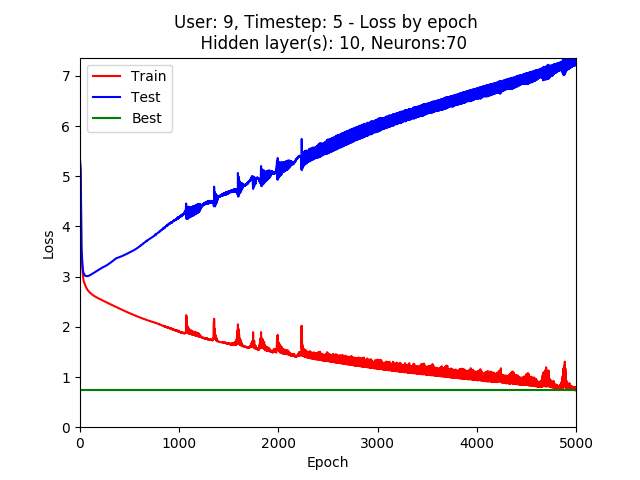 User: 9, Timestep: 5 - Loss by epoch
Hidden layer(s): 10, Neurons:70
Train
Test
Best
7
6
5
4
3
2
1
0
Loss
0 1000 2000 3000 4000 5000
Epoch